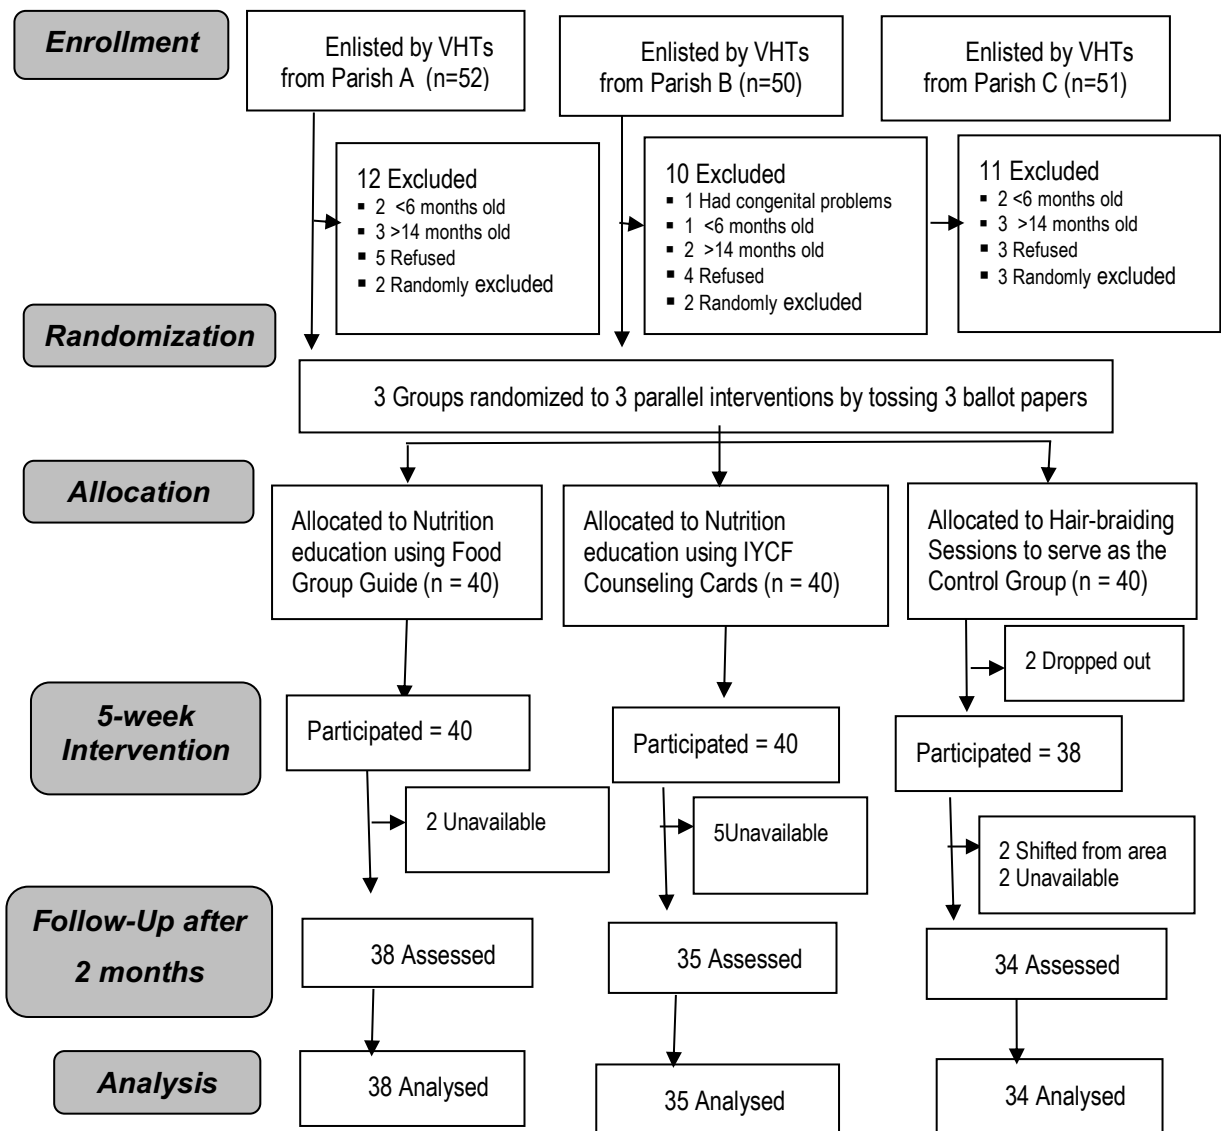 Enrollment
Enlisted by VHTs
from Parish A (n=52)
Enlisted by VHTs
from Parish B (n=50)
Enlisted by VHTs
from Parish C (n=51)
12 Excluded
▪ 2 <6 months old
▪ 3 >14 months old
▪ 5 Refused
▪ 2 Randomly excluded
10 Excluded
▪ 1 Had congenital problems
▪ 1 <6 months old
▪ 2 >14 months old
▪ 4 Refused
▪ 2 Randomly excluded
11 Excluded
▪ 2 <6 months old
▪ 3 >14 months old
▪ 3 Refused
▪ 3 Randomly excluded
Randomization
3 Groups randomized to 3 parallel interventions by tossing 3 ballot papers
Allocation
Allocated to Nutrition
education using Food
Group Guide (n = 40)
Allocated to Nutrition
education using IYCF
Counseling Cards (n = 40)
Allocated to Hair-braiding
Sessions to serve as the
Control Group (n = 40)
2 Dropped out
5-week
Intervention
Participated = 40
Participated = 40
Participated = 38
2 Unavailable
5Unavailable
2 Shifted from area
2 Unavailable
Follow-Up after
2 months
38 Assessed
35 Assessed
34 Assessed
Analysis
38 Analysed
35 Analysed
34 Analysed